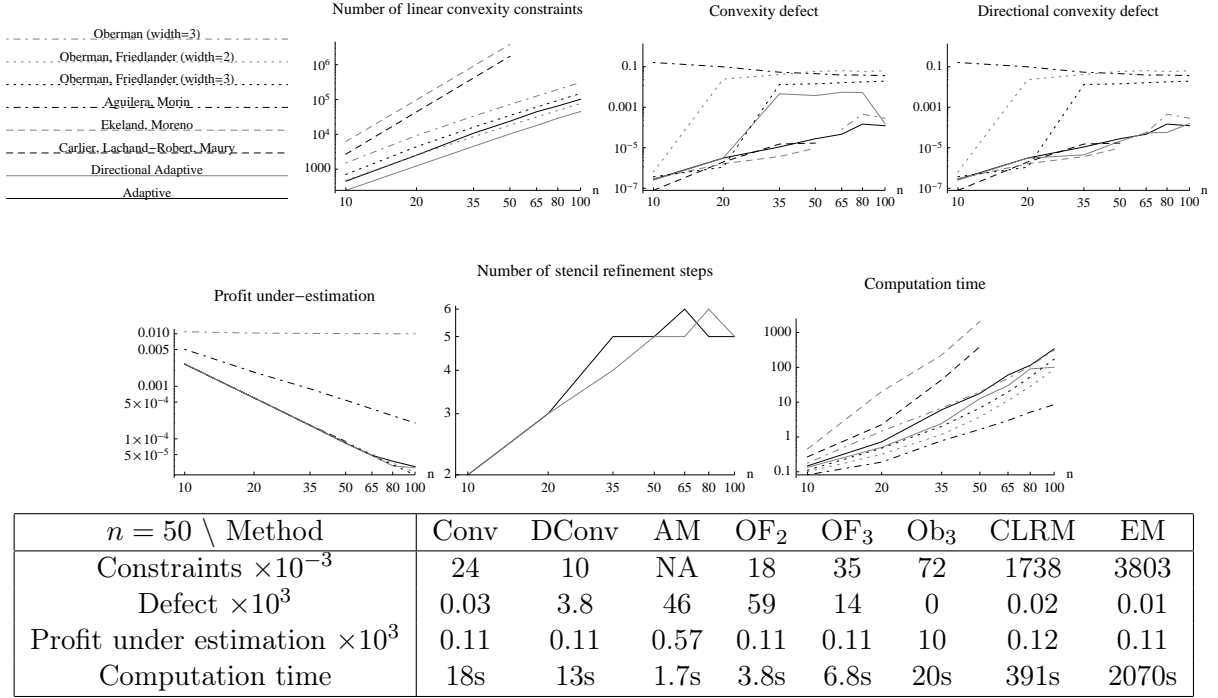 Number of linear convexity constraints
Convexity defect
Directional convexity defect
Oberman (width=3)
Oberman, Friedlander (width=2)
Oberman, Friedlander (width=3)
Aguilera, Morin
Ekeland, Moreno
Carlier, Lachand−Robert, Maury
Directional Adaptive
Adaptive
10⁶
10⁵
10⁴
1000
10 20 35 50 65 80 100 n
0.1
0.001
10⁻⁵
10⁻⁷
10 20 35 50 65 80 100 n
0.1
0.001
10⁻⁵
10⁻⁷
10 20 35 50 65 80 100 n
Profit under−estimation
Number of stencil refinement steps
Computation time
0.010
0.005
0.001
5×10⁻⁴
1×10⁻⁴
5×10⁻⁵
10 20 35 50 65 80 100 n
6
5
4
3
2
10 20 35 50 65 80 100 n
1000
100
10
1
0.1
10 20 35 50 65 80 100 n
n = 50 \ Method Conv DConv AM OF₂ OF₃ Ob₃ CLRM EM
Constraints ×10⁻³ 24 10 NA 18 35 72 1738 3803
Defect ×10³ 0.03 3.8 46 59 14 0 0.02 0.01
Profit under estimation ×10³ 0.11 0.11 0.57 0.11 0.11 10 0.12 0.11
Computation time 18s 13s 1.7s 3.8s 6.8s 20s 391s 2070s